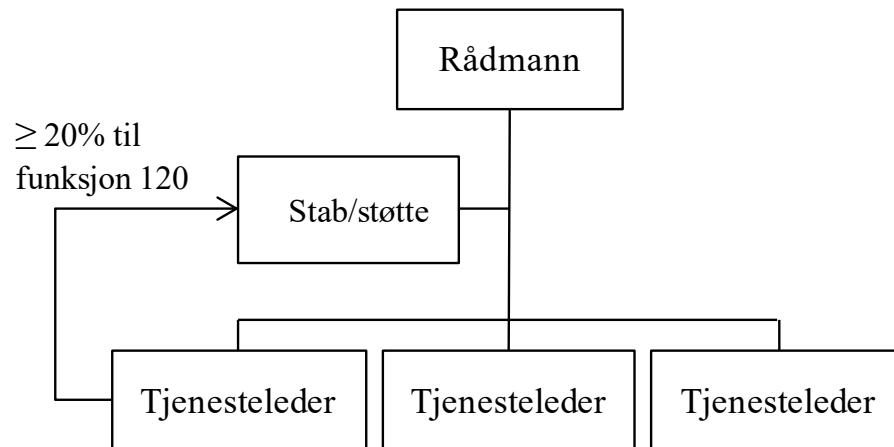 Rådmann
≥ 20% til
funksjon 120
Stab/støtte
Tjenesteleder
Tjenesteleder
Tjenesteleder